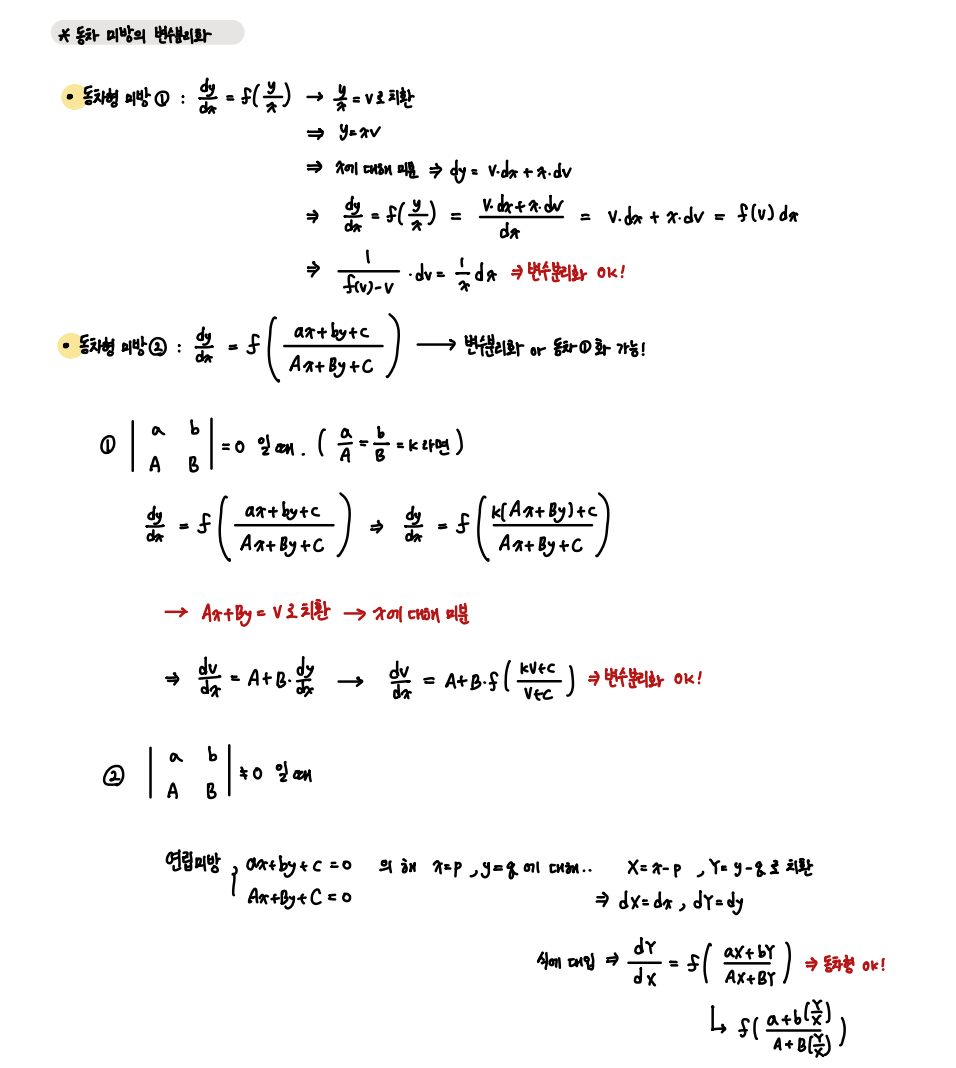 * 동차 미방의 변수분리화
• 동차형 미방① : dy/dx = f(y/x) → y/x = v로 치환
⇒ y=xv
⇒ x에 대해 미분 ⇒ dy = v·dx + x·dv
⇒ dy/dx = f(y/x) = (v·dx+x·dv)/dx = v·dx + x·dv = f(v)dx
⇒ 1/(f(v)-v) ·dv = 1/x dx ⇒ 변수분리화 OK!
• 동차형 미방② : dy/dx = f((ax+by+c)/(Ax+By+C)) ⟶ 변수분리화 or 동차①화 가능!
① |a b; A B| = 0 일 때. (a/A = b/B = k 라면)
dy/dx = f((ax+by+c)/(Ax+By+C)) ⇒ dy/dx = f((k(Ax+By)+c)/(Ax+By+C))
→ Ax+By = v로 치환 → x에 대해 미분
⇒ dv/dx = A+B·dy/dx ⟶ dv/dx = A+B·f((kv+c)/(v+c)) ⇒ 변수분리화 OK!
② |a b; A B| ≠ 0 일 때
연립미방 { ax+by+c=0 의 해 x=p , y=q 에 대해.. X=x-p , Y=y-q로 치환
Ax+By+C=0 ⇒ dX=dx , dY=dy
식에 대입 ⇒ dY/dX = f((aX+bY)/(AX+BY)) ⇒ 동차형 OK!
↳ f((a+b(Y/X))/(A+B(Y/X)))